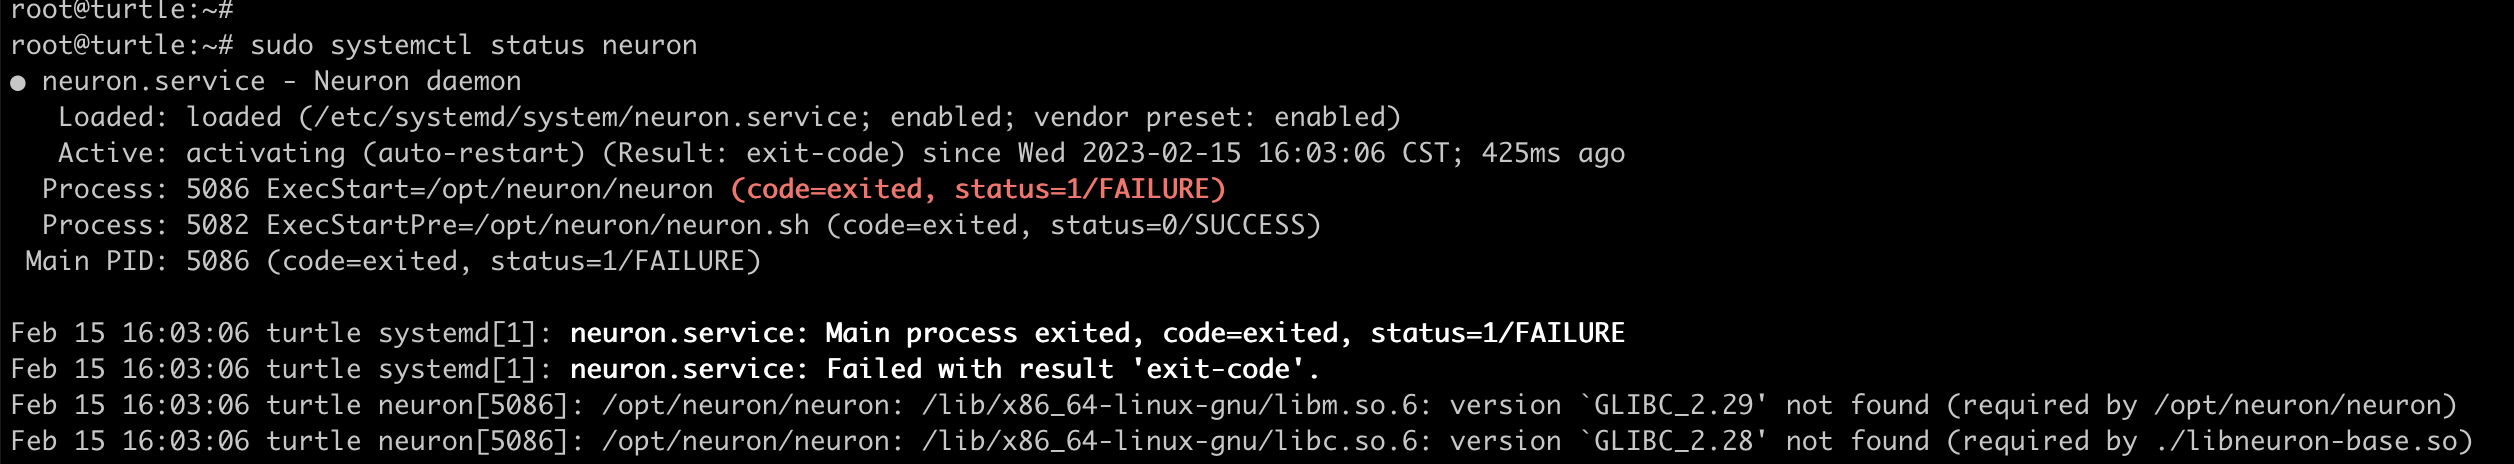 root@turtle:~#
root@turtle:~# sudo systemctl status neuron
● neuron.service - Neuron daemon
   Loaded: loaded (/etc/systemd/system/neuron.service; enabled; vendor preset: enabled)
   Active: activating (auto-restart) (Result: exit-code) since Wed 2023-02-15 16:03:06 CST; 425ms ago
  Process: 5086 ExecStart=/opt/neuron/neuron (code=exited, status=1/FAILURE)
  Process: 5082 ExecStartPre=/opt/neuron/neuron.sh (code=exited, status=0/SUCCESS)
 Main PID: 5086 (code=exited, status=1/FAILURE)

Feb 15 16:03:06 turtle systemd[1]: neuron.service: Main process exited, code=exited, status=1/FAILURE
Feb 15 16:03:06 turtle systemd[1]: neuron.service: Failed with result 'exit-code'.
Feb 15 16:03:06 turtle neuron[5086]: /opt/neuron/neuron: /lib/x86_64-linux-gnu/libm.so.6: version `GLIBC_2.29' not found (required by /opt/neuron/neuron)
Feb 15 16:03:06 turtle neuron[5086]: /opt/neuron/neuron: /lib/x86_64-linux-gnu/libc.so.6: version `GLIBC_2.28' not found (required by ./libneuron-base.so)